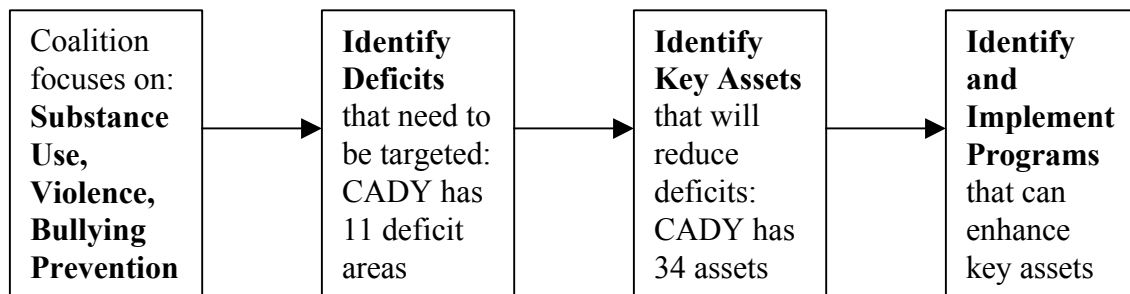 Coalition
focuses on:
Substance
Use,
Violence,
Bullying
Prevention
Identify
Deficits
that need to
be targeted:
CADY has
11 deficit
areas
Identify
Key Assets
that will
reduce
deficits:
CADY has
34 assets
Identify
and
Implement
Programs
that can
enhance
key assets